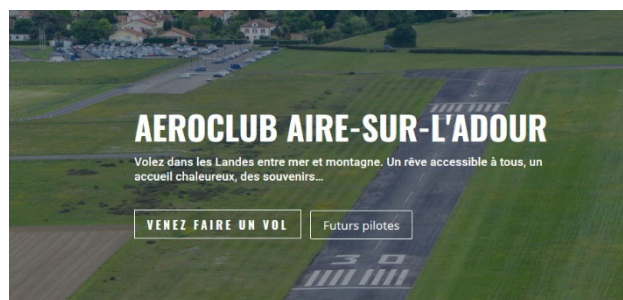 AEROCLUB AIRE-SUR-L'ADOUR
Volez dans les Landes entre mer et montagne. Un rêve accessible à tous, un
accueil chaleureux, des souvenirs...
VENEZ FAIRE UN VOL
Futurs pilotes
30